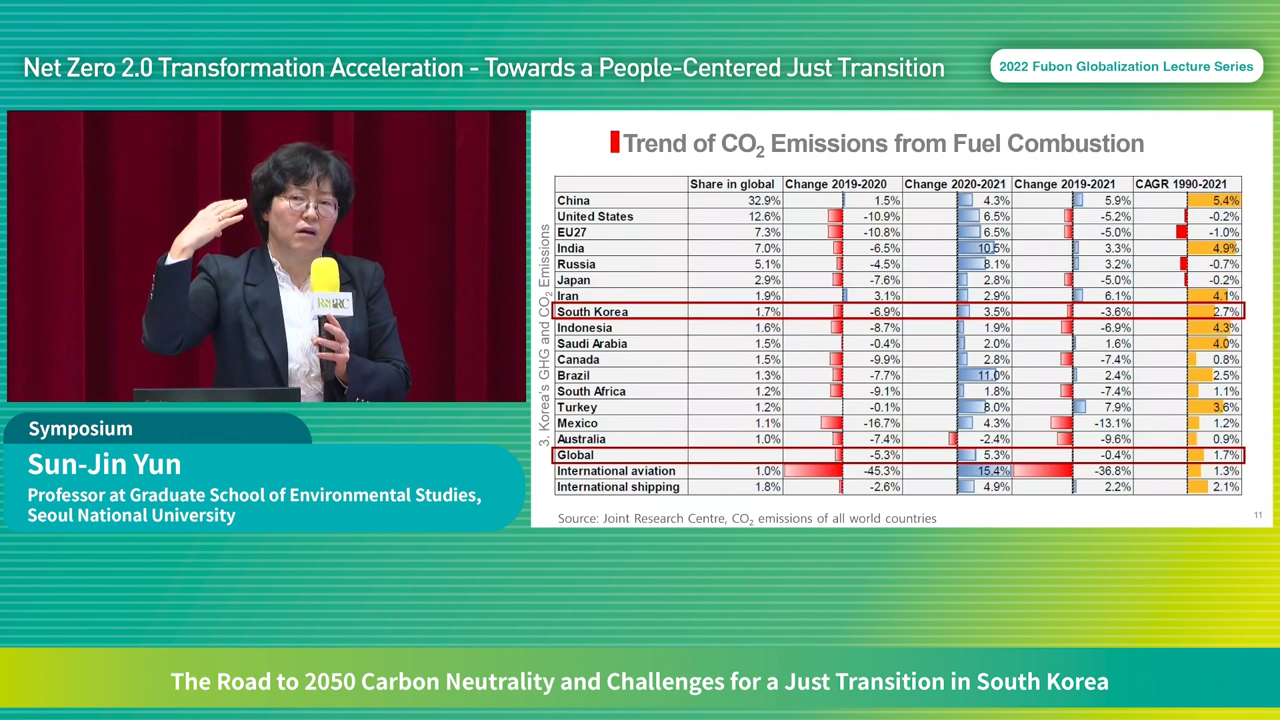 Net Zero 2.0 Transformation Acceleration - Towards a People-Centered Just Transition
2022 Fubon Globalization Lecture Series
Trend of CO2 Emissions from Fuel Combustion
3. Korea's GHG and CO2 Emissions
Share in global Change 2019-2020 Change 2020-2021 Change 2019-2021 CAGR 1990-2021
China 32.9% 1.5% 4.3% 5.9% 5.4%
United States 12.6% -10.9% 6.5% -5.2% -0.2%
EU27 7.3% -10.8% 6.5% -5.0% -1.0%
India 7.0% -6.5% 10.5% 3.3% 4.9%
Russia 5.1% -4.5% 8.1% 3.2% -0.7%
Japan 2.9% -7.6% 2.8% -5.0% -0.2%
Iran 1.9% 3.1% 2.9% 6.1% 4.1%
South Korea 1.7% -6.9% 3.5% -3.6% 2.7%
Indonesia 1.6% -8.7% 1.9% -6.9% 4.3%
Saudi Arabia 1.5% -0.4% 2.0% 1.6% 4.0%
Canada 1.5% -9.9% 2.8% -7.4% 0.8%
Brazil 1.3% -7.7% 11.0% 2.4% 2.5%
South Africa 1.2% -9.1% 1.8% -7.4% 1.1%
Turkey 1.2% -0.1% 8.0% 7.9% 3.6%
Mexico 1.1% -16.7% 4.3% -13.1% 1.2%
Australia 1.0% -7.4% -2.4% -9.6% 0.9%
Global -5.3% 5.3% -0.4% 1.7%
International aviation 1.0% -45.3% 15.4% -36.8% 1.3%
International shipping 1.8% -2.6% 4.9% 2.2% 2.1%
Source: Joint Research Centre, CO2 emissions of all world countries
11
Symposium
Sun-Jin Yun
Professor at Graduate School of Environmental Studies,
Seoul National University
The Road to 2050 Carbon Neutrality and Challenges for a Just Transition in South Korea